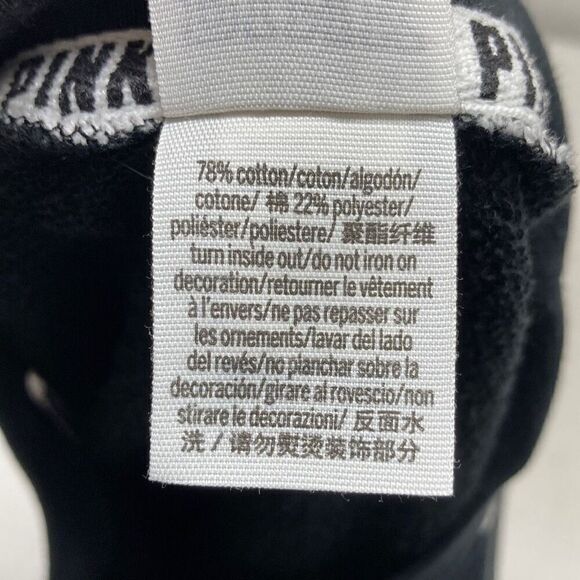 PINK
PI
78% cotton/coton/algodón/
cotone/ 棉 22% polyester/
poliéster/poliestere/ 聚酯纤维
turn inside out/do not iron on
decoration/retourner le vêtement
à l'envers/ne pas repasser sur
les ornements/lavar del lado
del revés/no planchar sobre la
decoración/girare al rovescio/non
stirare le decorazioni/ 反面水
洗 / 请勿熨烫装饰部分